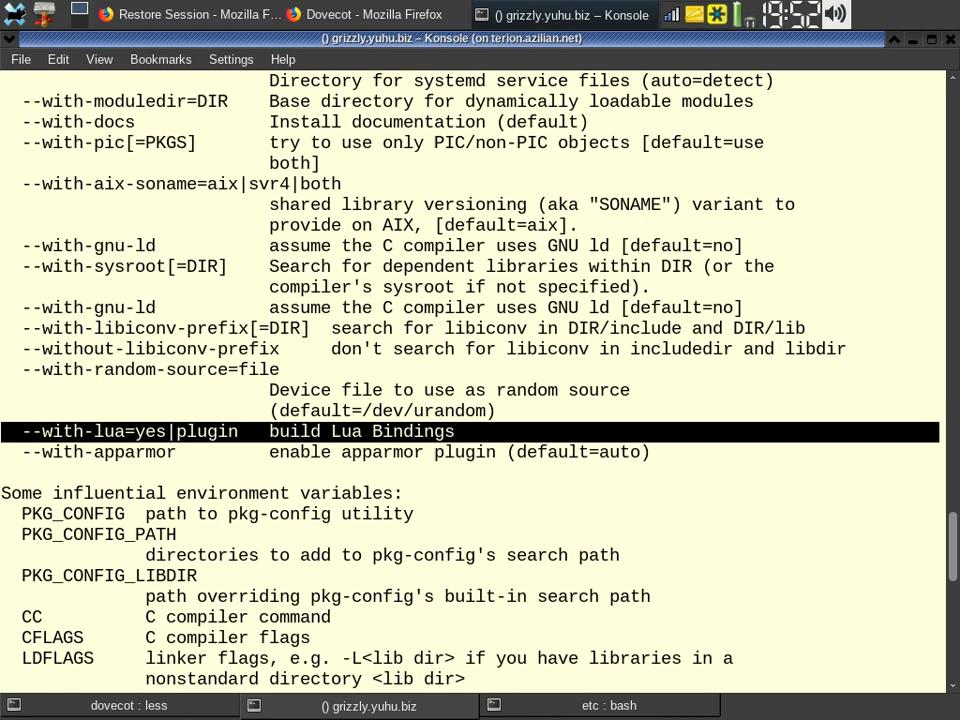 Restore Session - Mozilla F... Dovecot - Mozilla Firefox () grizzly.yuhu.biz – Konsole 19:52
() grizzly.yuhu.biz – Konsole (on terion.azilian.net)
File Edit View Bookmarks Settings Help
Directory for systemd service files (auto=detect)
--with-moduledir=DIR Base directory for dynamically loadable modules
--with-docs Install documentation (default)
--with-pic[=PKGS] try to use only PIC/non-PIC objects [default=use
both]
--with-aix-soname=aix|svr4|both
shared library versioning (aka "SONAME") variant to
provide on AIX, [default=aix].
--with-gnu-ld assume the C compiler uses GNU ld [default=no]
--with-sysroot[=DIR] Search for dependent libraries within DIR (or the
compiler's sysroot if not specified).
--with-gnu-ld assume the C compiler uses GNU ld [default=no]
--with-libiconv-prefix[=DIR] search for libiconv in DIR/include and DIR/lib
--without-libiconv-prefix don't search for libiconv in includedir and libdir
--with-random-source=file
Device file to use as random source
(default=/dev/urandom)
--with-lua=yes|plugin build Lua Bindings
--with-apparmor enable apparmor plugin (default=auto)
Some influential environment variables:
PKG_CONFIG path to pkg-config utility
PKG_CONFIG_PATH
directories to add to pkg-config's search path
PKG_CONFIG_LIBDIR
path overriding pkg-config's built-in search path
CC C compiler command
CFLAGS C compiler flags
LDFLAGS linker flags, e.g. -L<lib dir> if you have libraries in a
nonstandard directory <lib dir>
dovecot : less () grizzly.yuhu.biz etc : bash